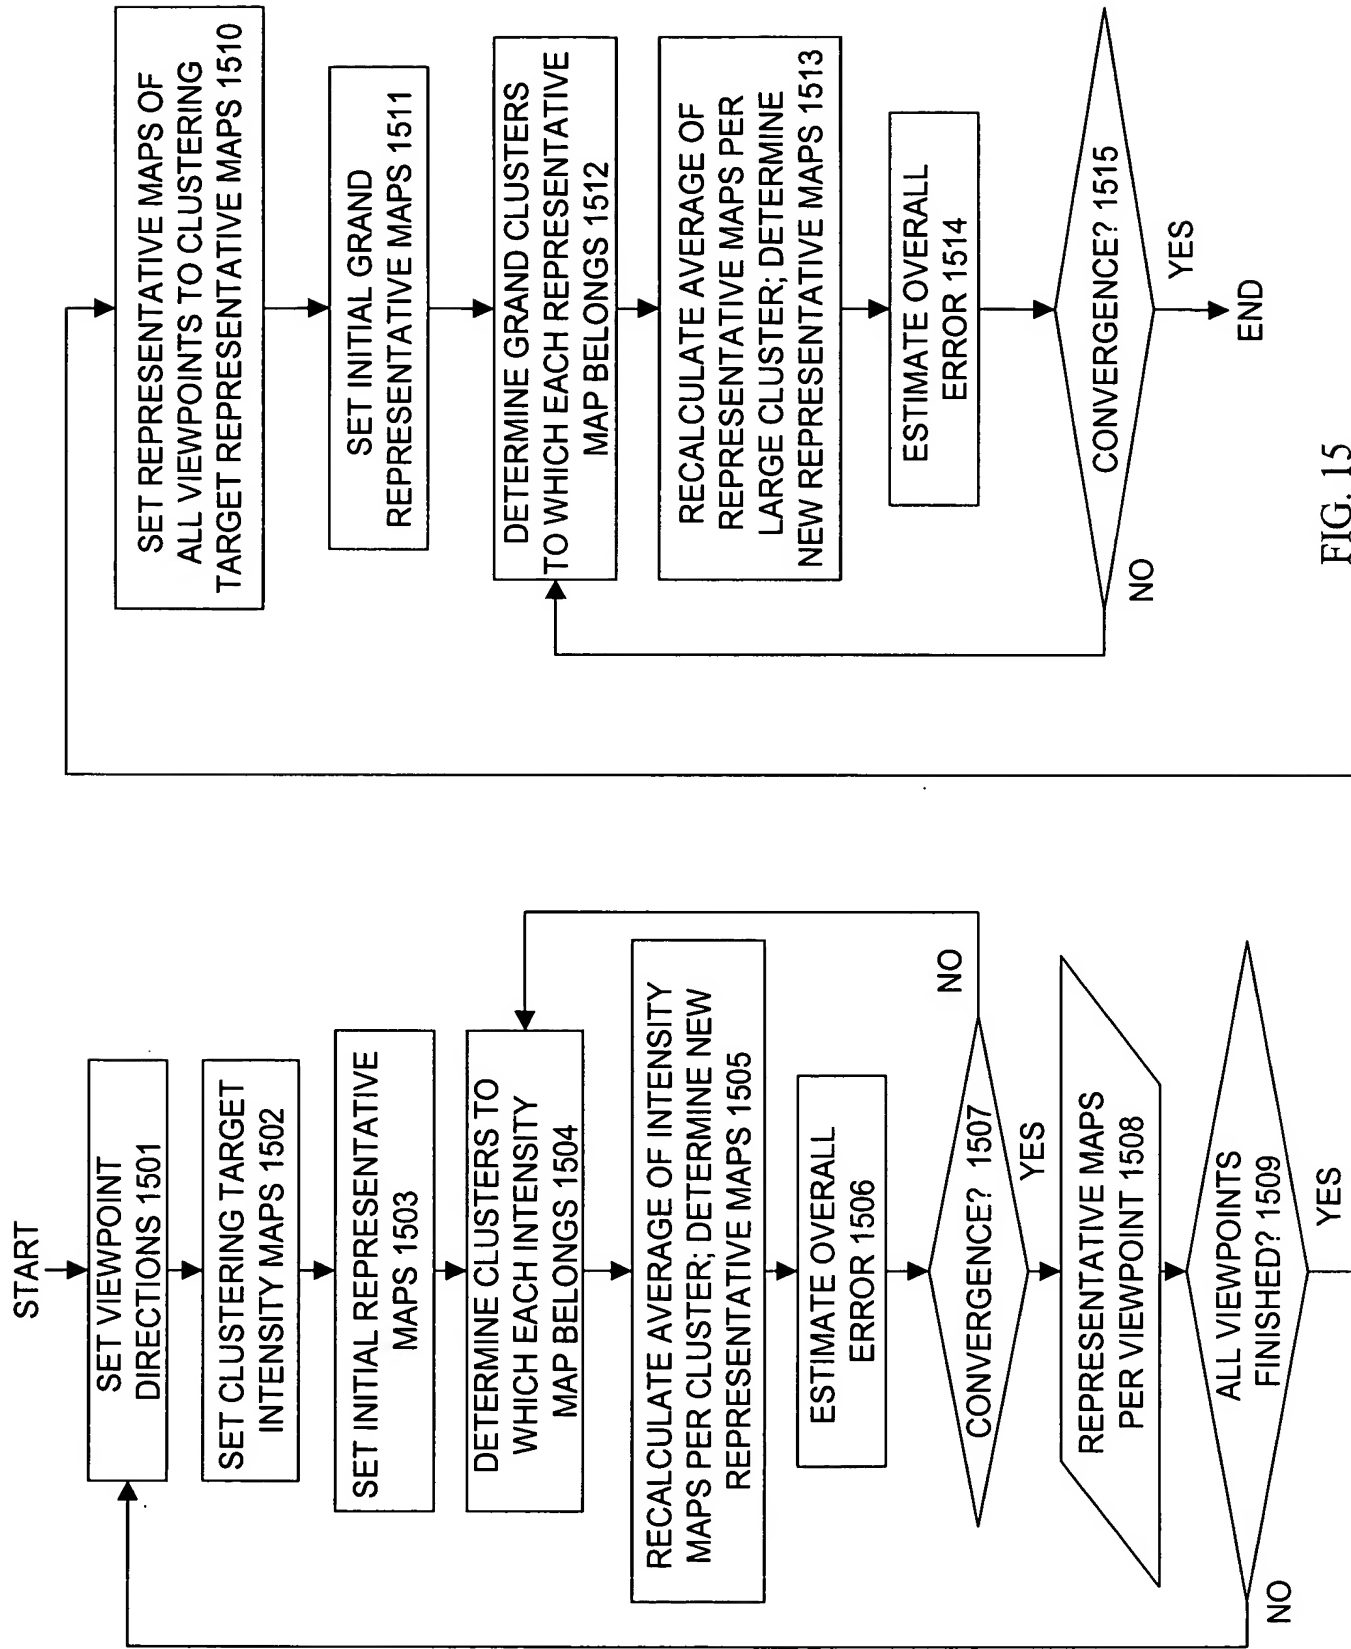 START
SET VIEWPOINT
DIRECTIONS 1501
SET CLUSTERING TARGET
INTENSITY MAPS 1502
SET INITIAL REPRESENTATIVE
MAPS 1503
DETERMINE CLUSTERS TO
WHICH EACH INTENSITY
MAP BELONGS 1504
RECALCULATE AVERAGE OF INTENSITY
MAPS PER CLUSTER; DETERMINE NEW
REPRESENTATIVE MAPS 1505
ESTIMATE OVERALL
ERROR 1506
CONVERGENCE? 1507
NO
YES
REPRESENTATIVE MAPS
PER VIEWPOINT 1508
ALL VIEWPOINTS
FINISHED? 1509
NO
YES
SET REPRESENTATIVE MAPS OF
ALL VIEWPOINTS TO CLUSTERING
TARGET REPRESENTATIVE MAPS 1510
SET INITIAL GRAND
REPRESENTATIVE MAPS 1511
DETERMINE GRAND CLUSTERS
TO WHICH EACH REPRESENTATIVE
MAP BELONGS 1512
RECALCULATE AVERAGE OF
REPRESENTATIVE MAPS PER
LARGE CLUSTER; DETERMINE
NEW REPRESENTATIVE MAPS 1513
ESTIMATE OVERALL
ERROR 1514
CONVERGENCE? 1515
NO
YES
END
FIG. 15